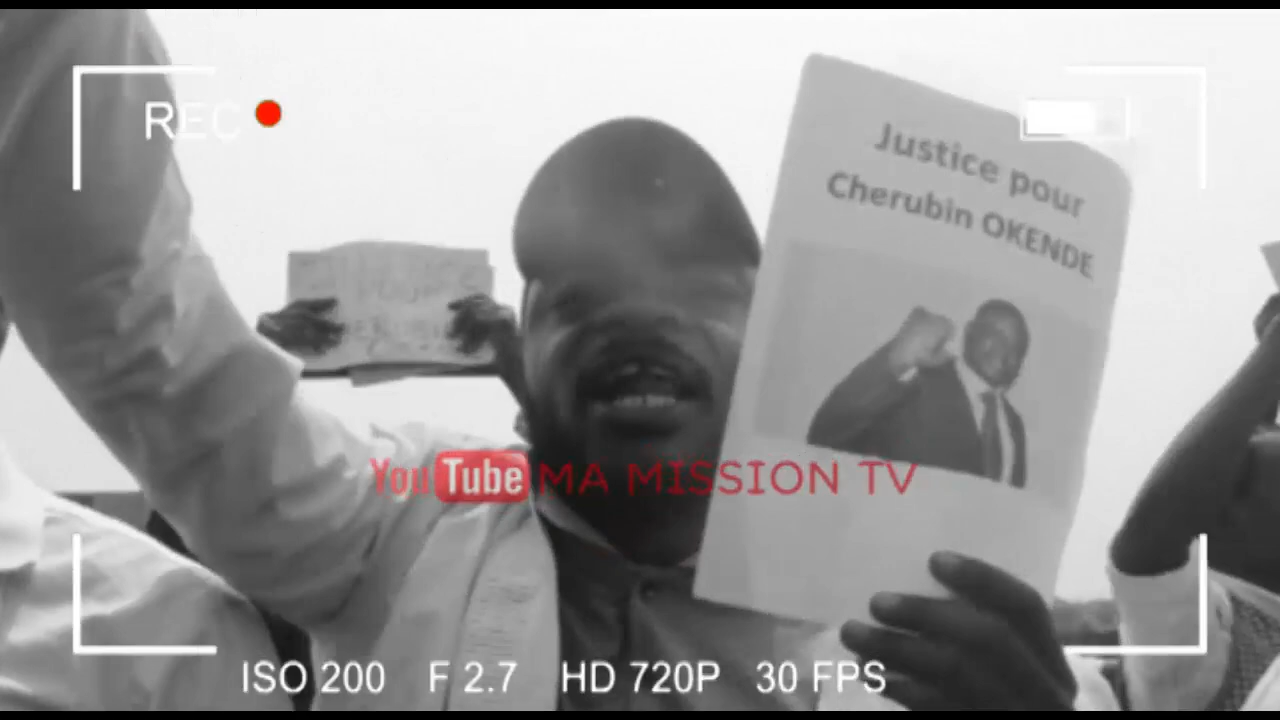 REC
Justice pour
Cherubin OKENDE
YouTube MA MISSION TV
ISO 200 F 2.7 HD 720P 30 FPS